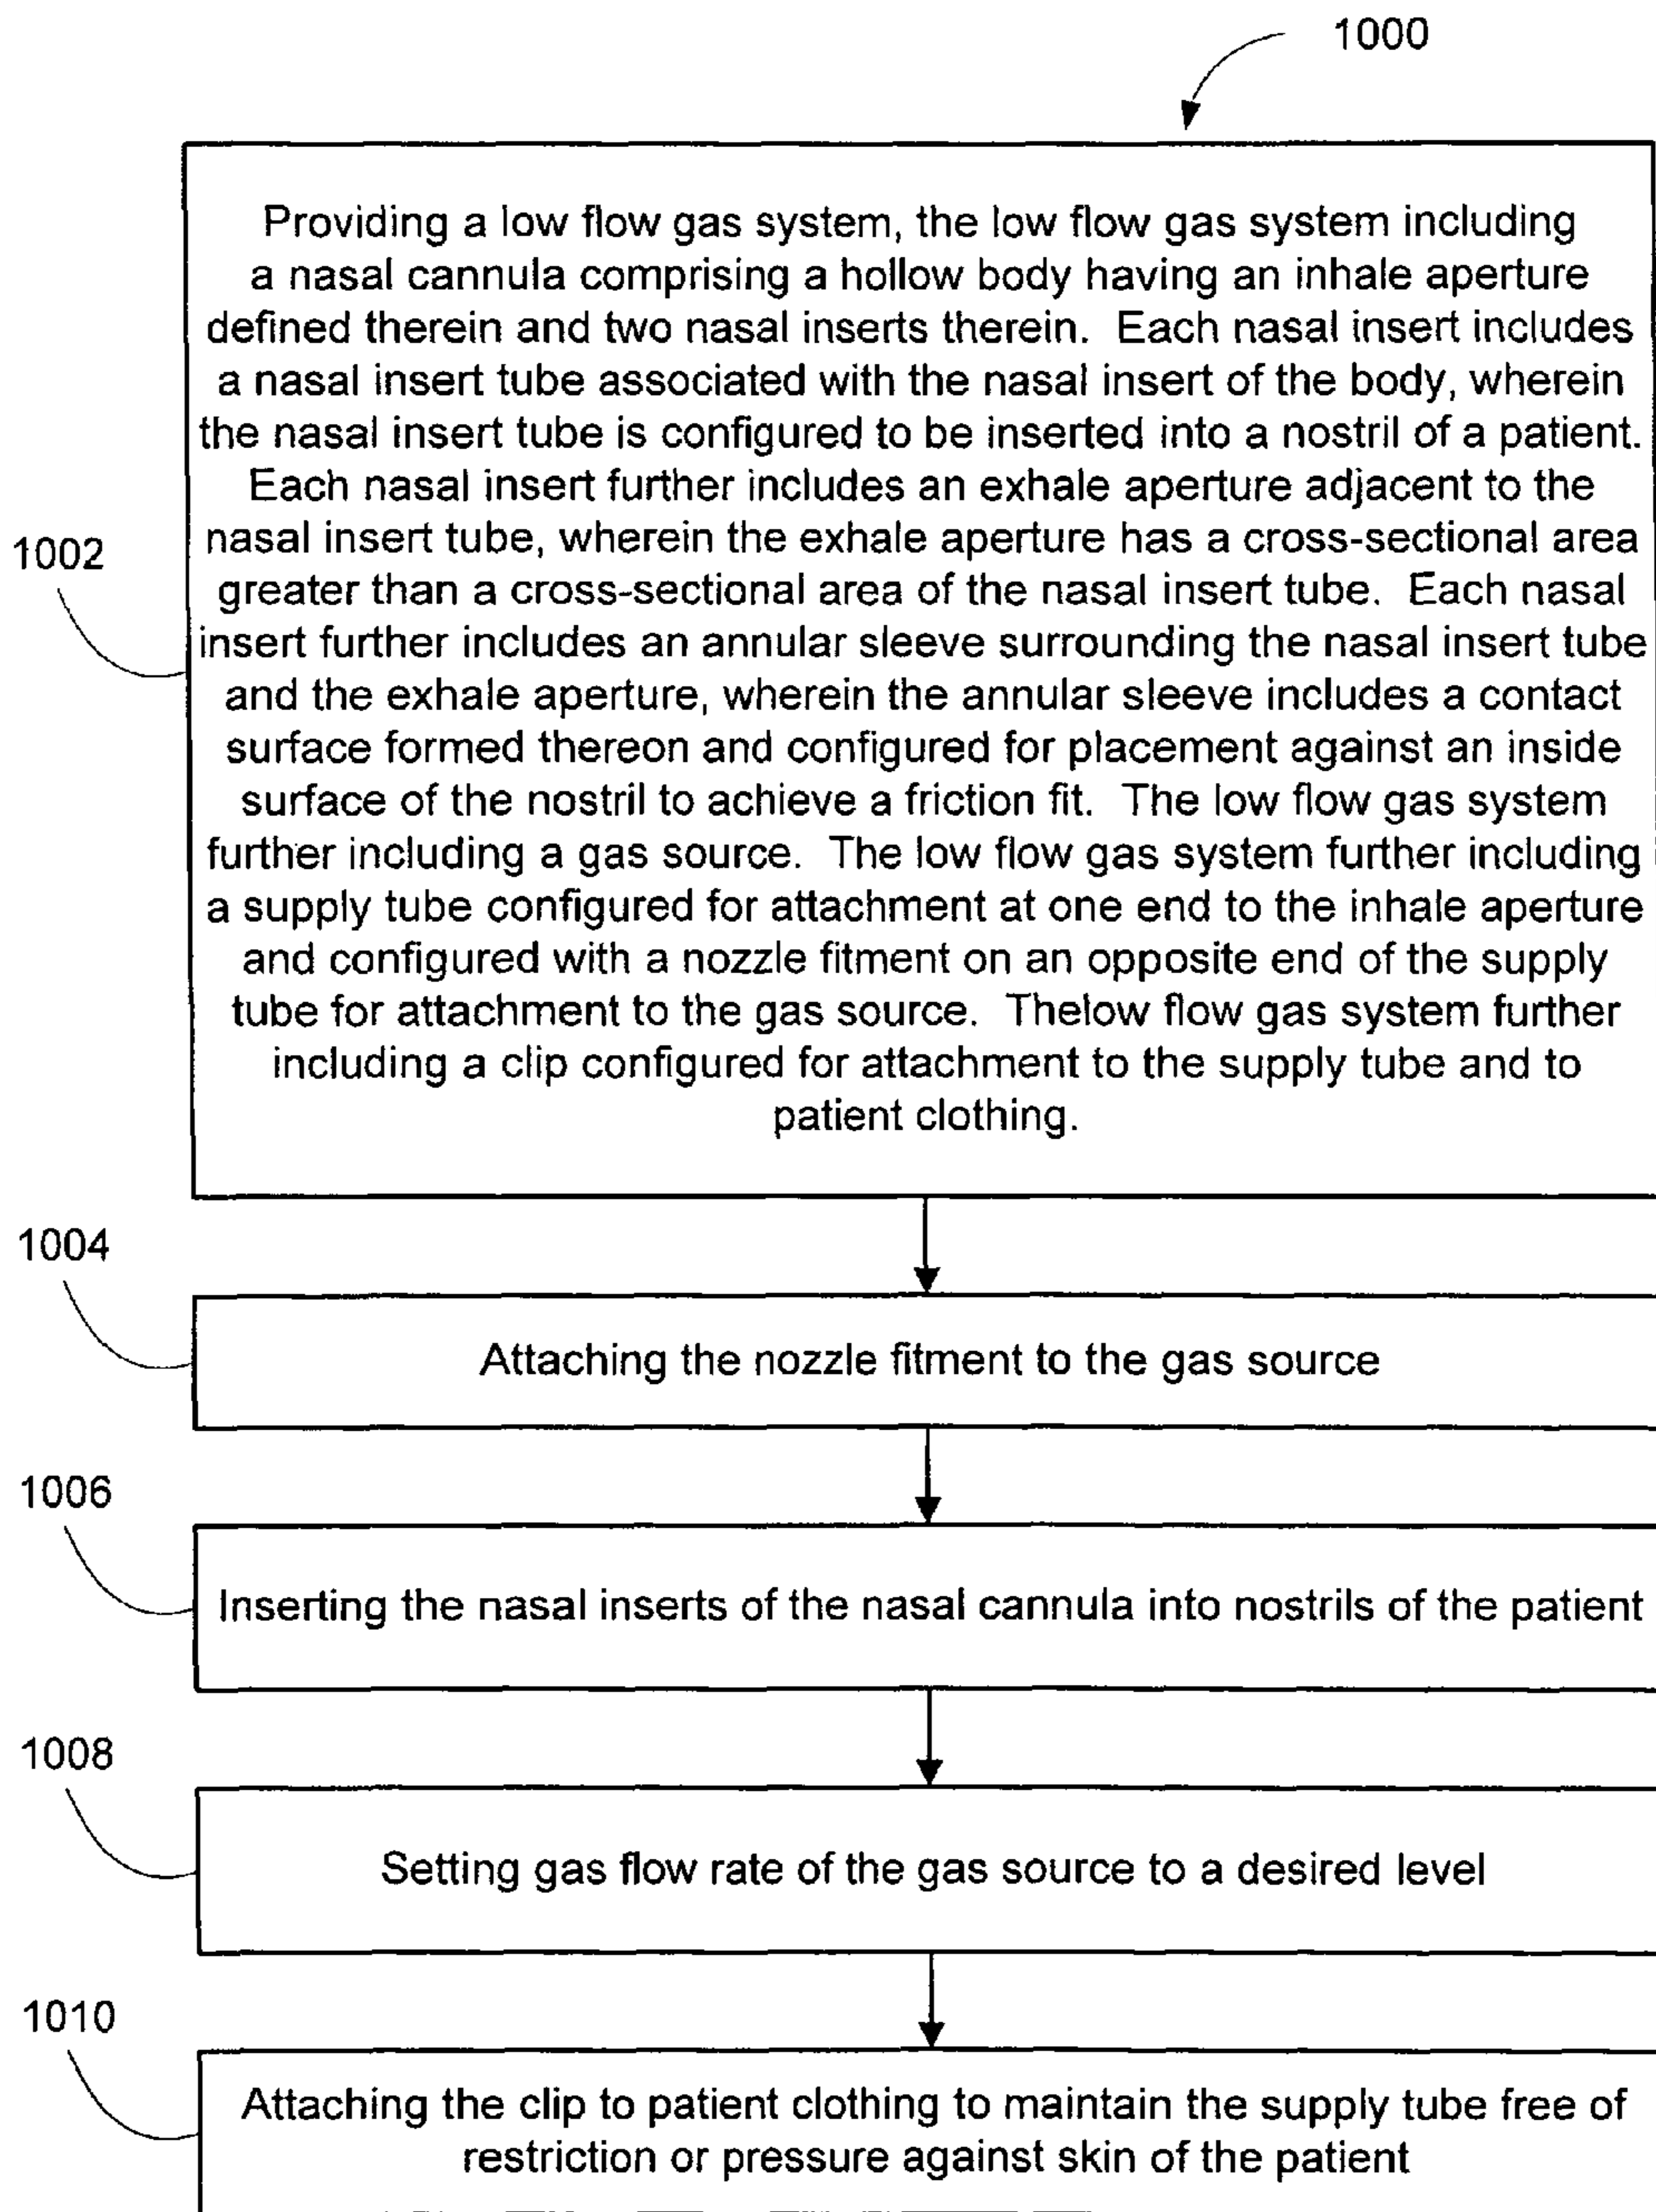 1000
Providing a low flow gas system, the low flow gas system including
a nasal cannula comprising a hollow body having an inhale aperture
defined therein and two nasal inserts therein. Each nasal insert includes
a nasal insert tube associated with the nasal insert of the body, wherein
the nasal insert tube is configured to be inserted into a nostril of a patient.
Each nasal insert further includes an exhale aperture adjacent to the
1002
nasal insert tube, wherein the exhale aperture has a cross-sectional area
greater than a cross-sectional area of the nasal insert tube. Each nasal
insert further includes an annular sleeve surrounding the nasal insert tube
and the exhale aperture, wherein the annular sleeve includes a contact
surface formed thereon and configured for placement against an inside
surface of the nostril to achieve a friction fit. The low flow gas system
further including a gas source. The low flow gas system further including
a supply tube configured for attachment at one end to the inhale aperture
and configured with a nozzle fitment on an opposite end of the supply
tube for attachment to the gas source. Thelow flow gas system further
including a clip configured for attachment to the supply tube and to
patient clothing.
1004
Attaching the nozzle fitment to the gas source
1006
Inserting the nasal inserts of the nasal cannula into nostrils of the patient
1008
Setting gas flow rate of the gas source to a desired level
1010
Attaching the clip to patient clothing to maintain the supply tube free of
restriction or pressure against skin of the patient